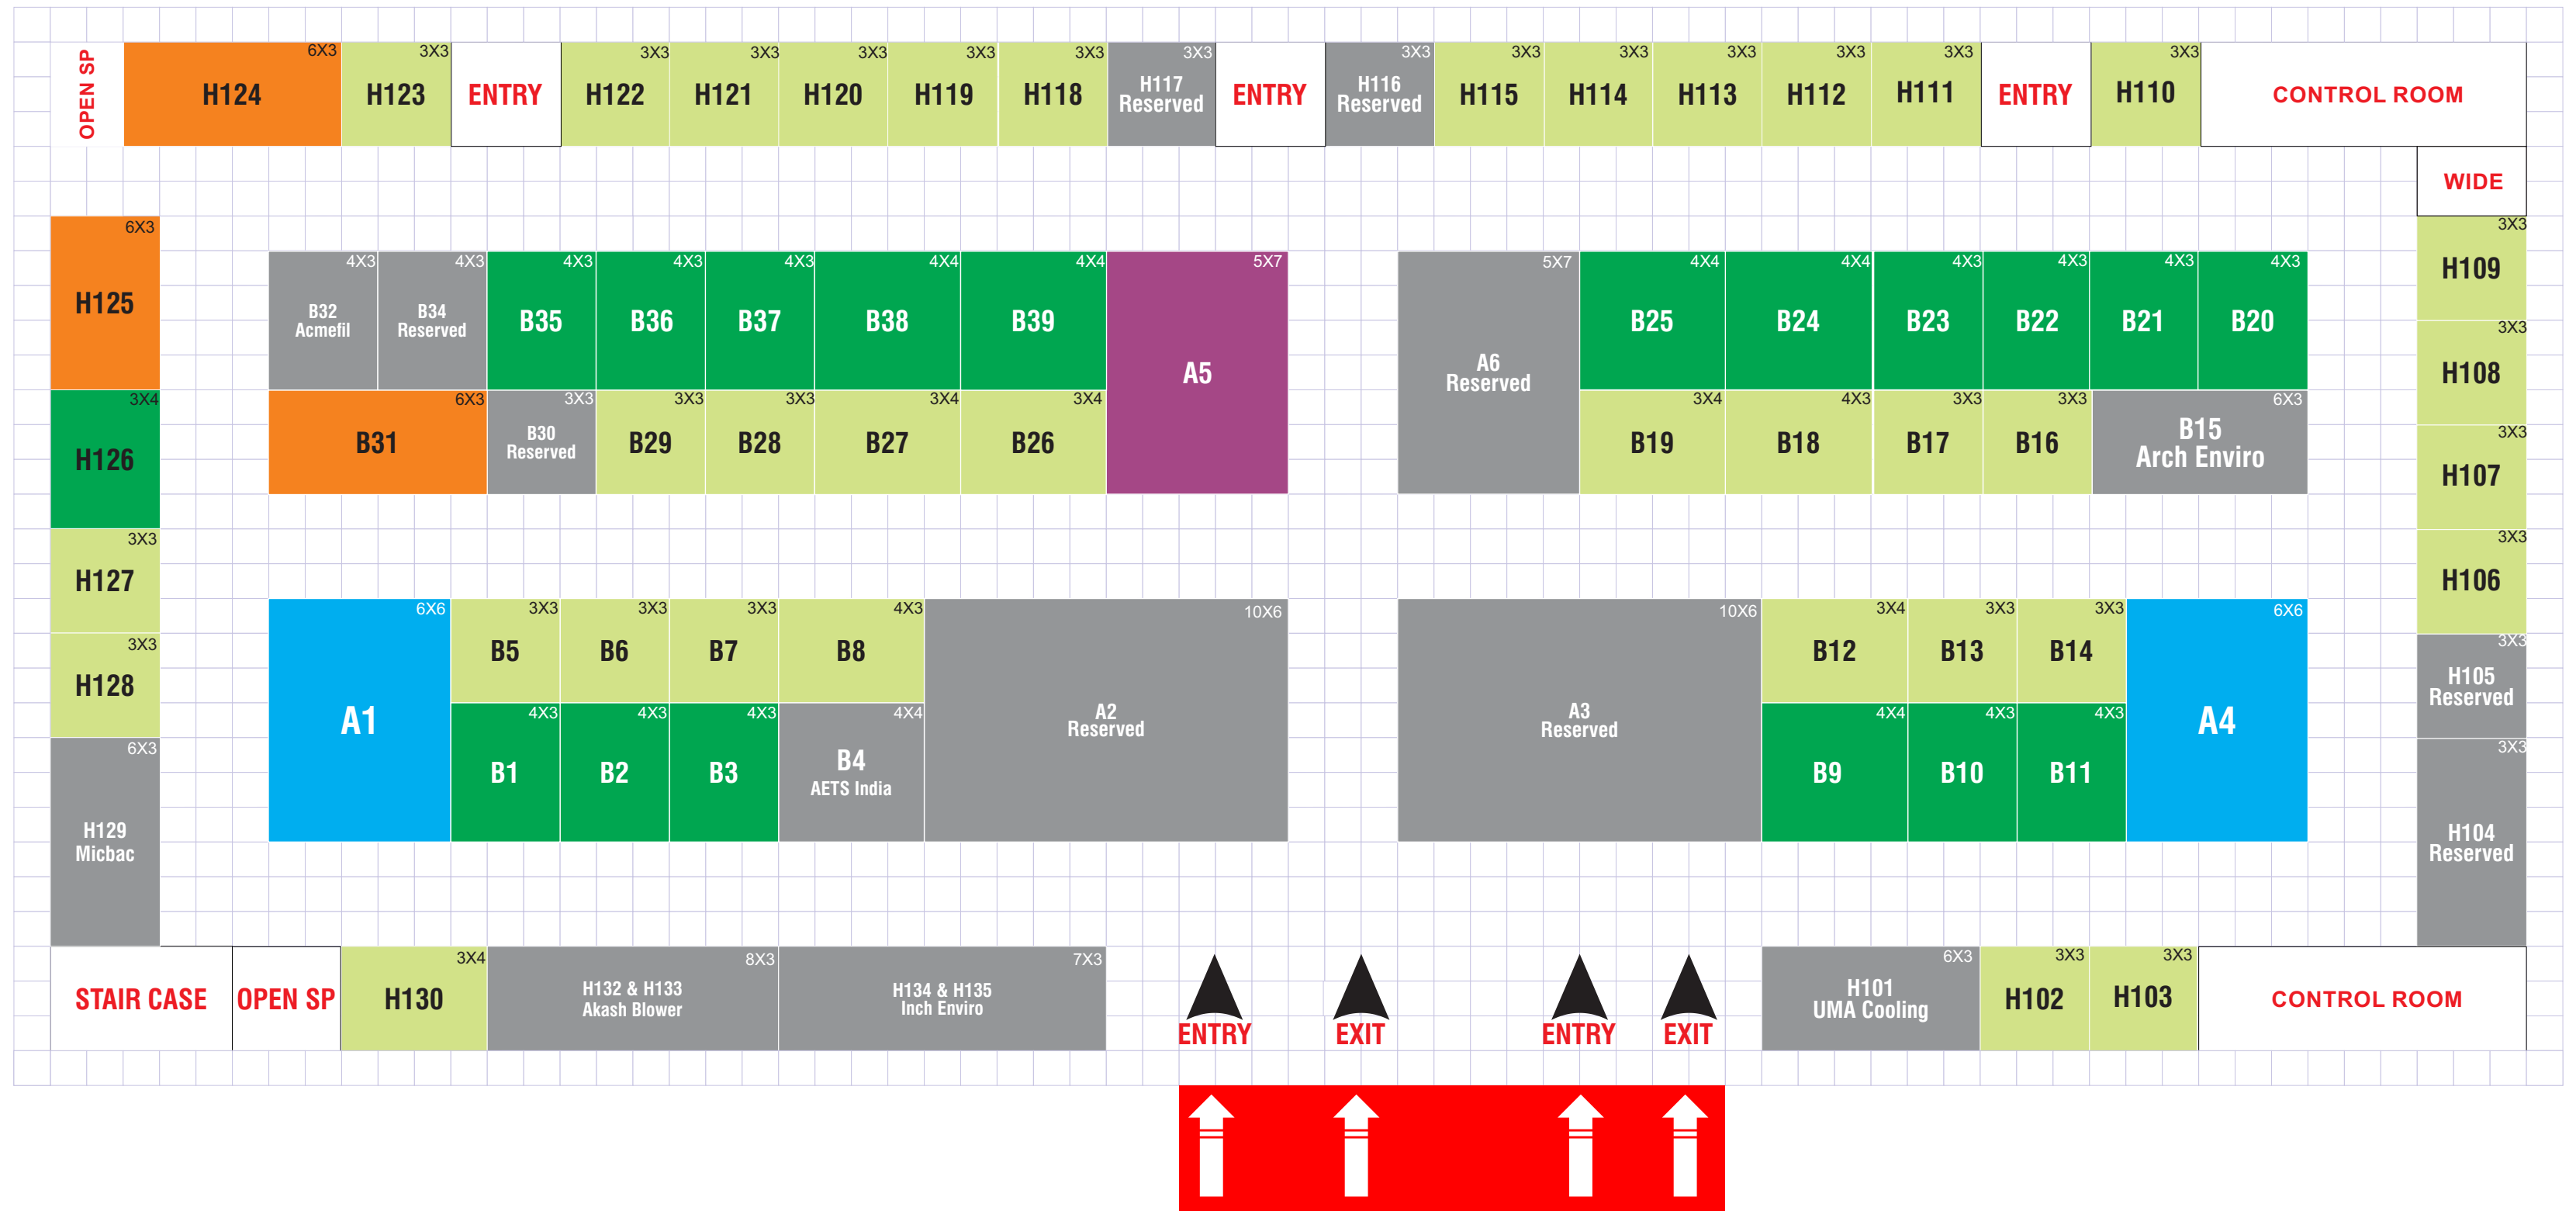 OPEN SP
6X3
H124
3X3
H123
ENTRY
3X3
H122
3X3
H121
3X3
H120
3X3
H119
3X3
H118
3X3
H117
Reserved
ENTRY
3X3
H116
Reserved
3X3
H115
3X3
H114
3X3
H113
3X3
H112
3X3
H111
ENTRY
3X3
H110
CONTROL ROOM
WIDE
6X3
H125
3X4
H126
3X3
H127
3X3
H128
6X3
H129
Micbac
4X3
B32
Acmefil
4X3
B34
Reserved
4X3
B35
4X3
B36
4X3
B37
4X4
B38
4X4
B39
5X7
A5
6X3
B31
3X3
B30
Reserved
3X3
B29
3X3
B28
3X4
B27
3X4
B26
5X7
A6
Reserved
4X4
B25
4X4
B24
4X3
B23
4X3
B22
4X3
B21
4X3
B20
3X4
B19
4X3
B18
3X3
B17
3X3
B16
6X3
B15
Arch Enviro
3X3
H109
3X3
H108
3X3
H107
3X3
H106
3X3
H105
Reserved
3X3
H104
Reserved
6X6
A1
3X3
B5
3X3
B6
3X3
B7
4X3
B8
4X3
B1
4X3
B2
4X3
B3
4X4
B4
AETS India
10X6
A2
Reserved
10X6
A3
Reserved
3X4
B12
3X3
B13
3X3
B14
4X4
B9
4X3
B10
4X3
B11
6X6
A4
STAIR CASE
OPEN SP
3X4
H130
8X3
H132 & H133
Akash Blower
7X3
H134 & H135
Inch Enviro
ENTRY
EXIT
ENTRY
EXIT
6X3
H101
UMA Cooling
3X3
H102
3X3
H103
CONTROL ROOM